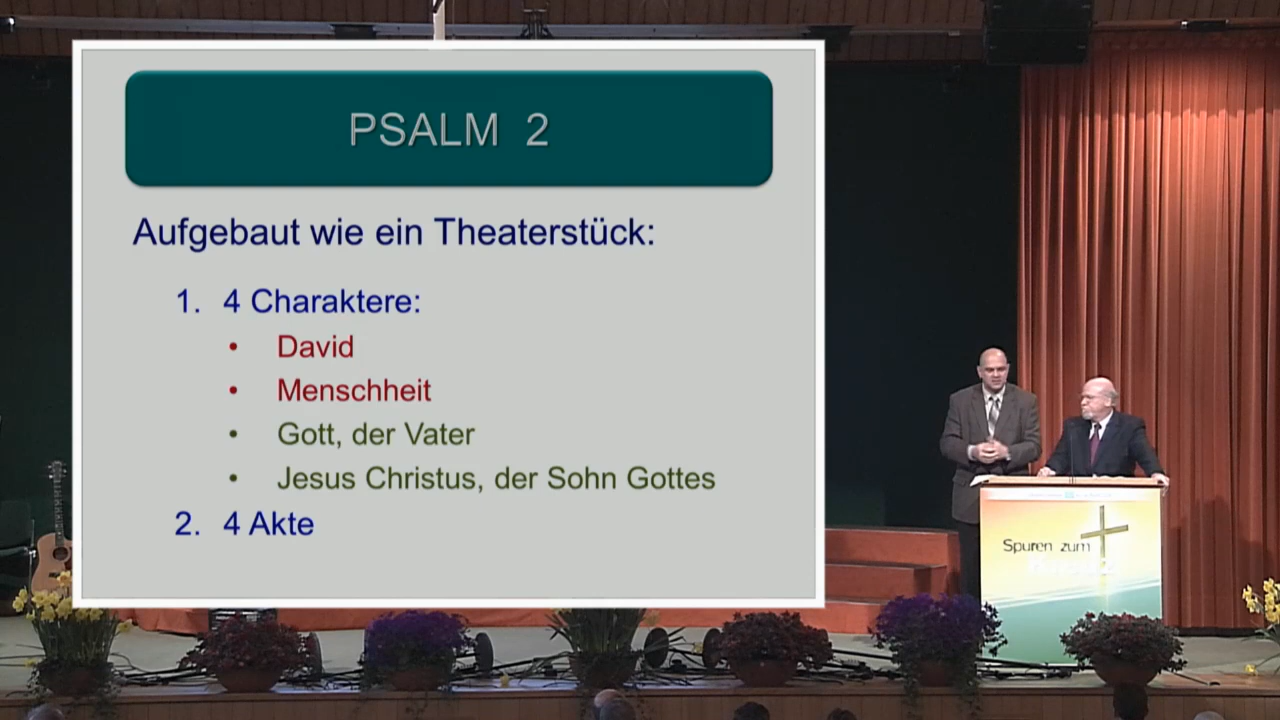 PSALM 2
Aufgebaut wie ein Theaterstück:
1. 4 Charaktere:
• David
• Menschheit
• Gott, der Vater
• Jesus Christus, der Sohn Gottes
2. 4 Akte
Spuren zum